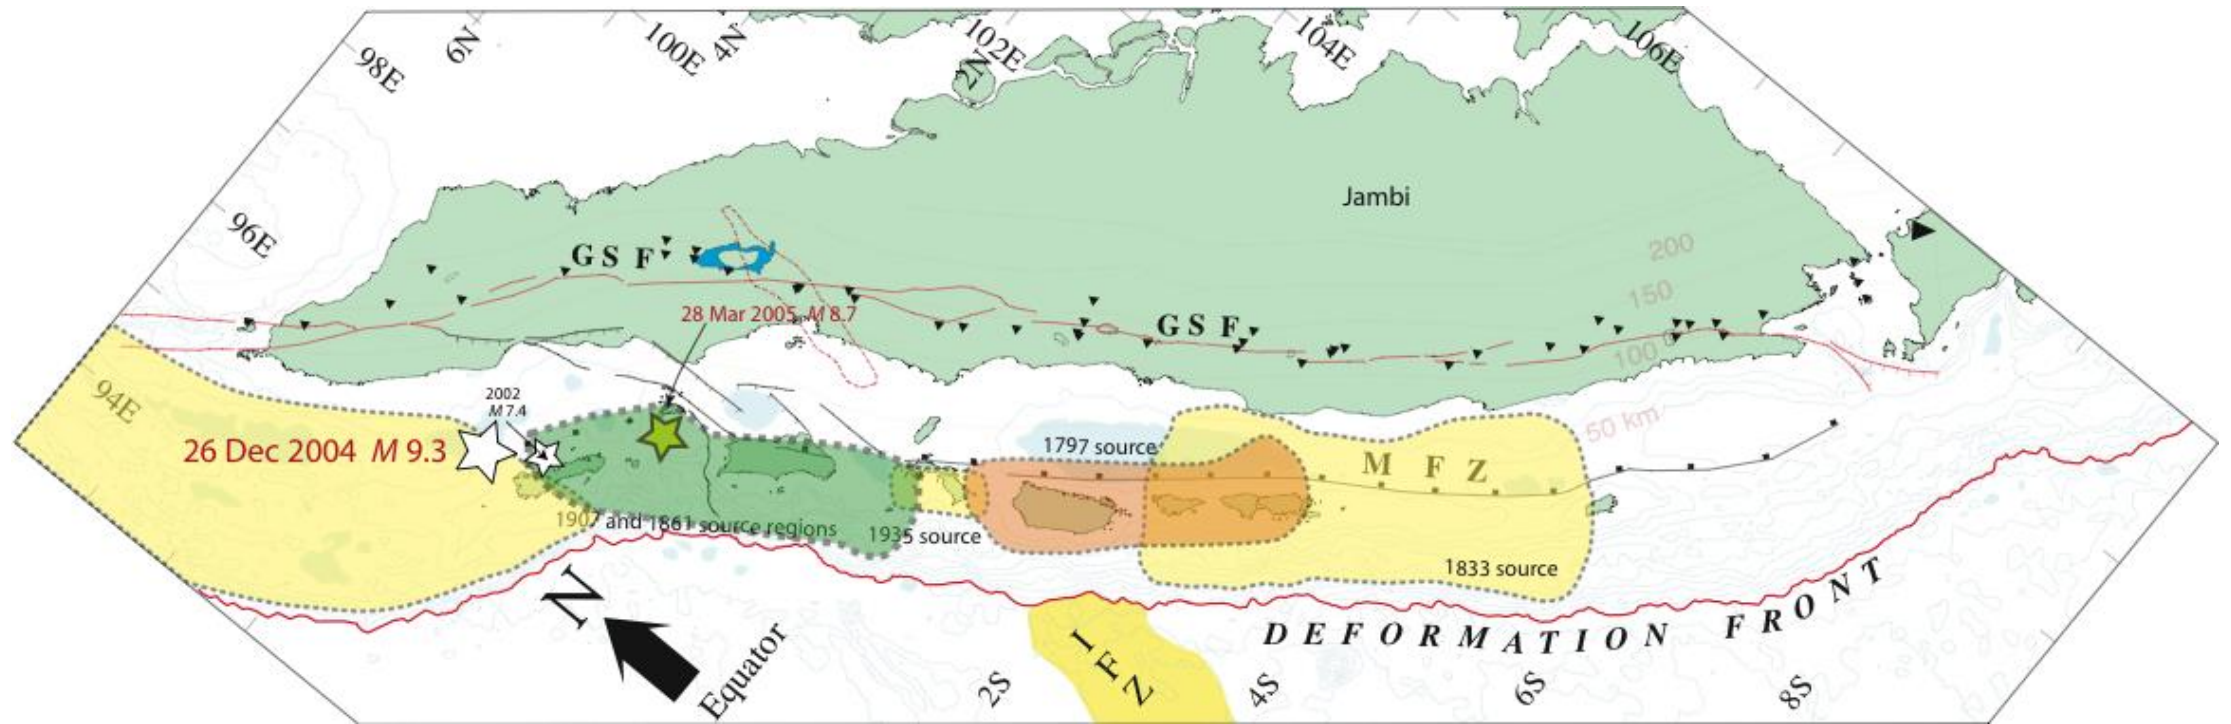 98E
6N
100E
4N
102E
2N
104E
106E
96E
94E
Jambi
G S F
28 Mar 2005 M 8.7
G S F
200
150
100
50 km
2002
M 7.4
26 Dec 2004 M 9.3
1797 source
M F Z
1907 and 1861 source regions
1935 source
1833 source
N
Equator
I F Z
DEFORMATION FRONT
2S
4S
6S
8S